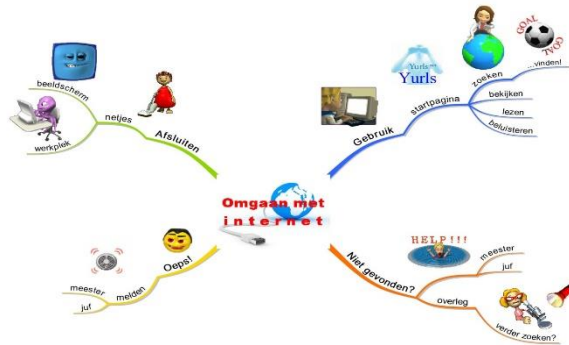 Omgaan met
internet
Gebruik
startpagina
Yurls
Yurls
zoeken
...vinden!
GOAL
GOAL
bekijken
lezen
beluisteren
Niet gevonden?
HELP!!!
meester
juf
overleg
verder zoeken?
Oeps!
melden
meester
juf
Afsluiten
netjes
beeldscherm
werkplek